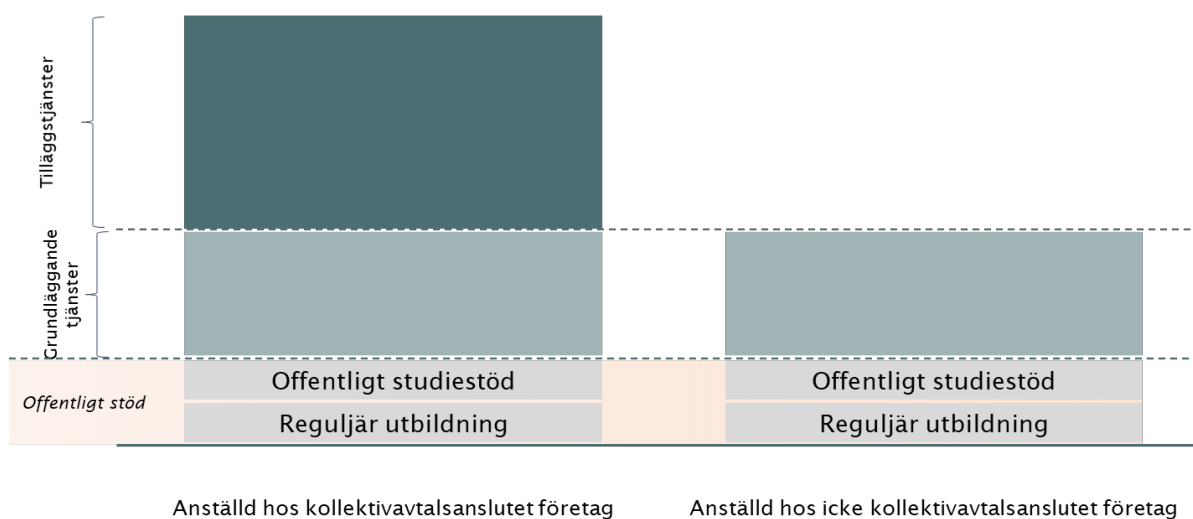 Tilläggstjänster
Grundläggande
tjänster
Offentligt stöd
Offentligt studiestöd
Reguljär utbildning
Offentligt studiestöd
Reguljär utbildning
Anställd hos kollektivavtalsanslutet företag
Anställd hos icke kollektivavtalsanslutet företag